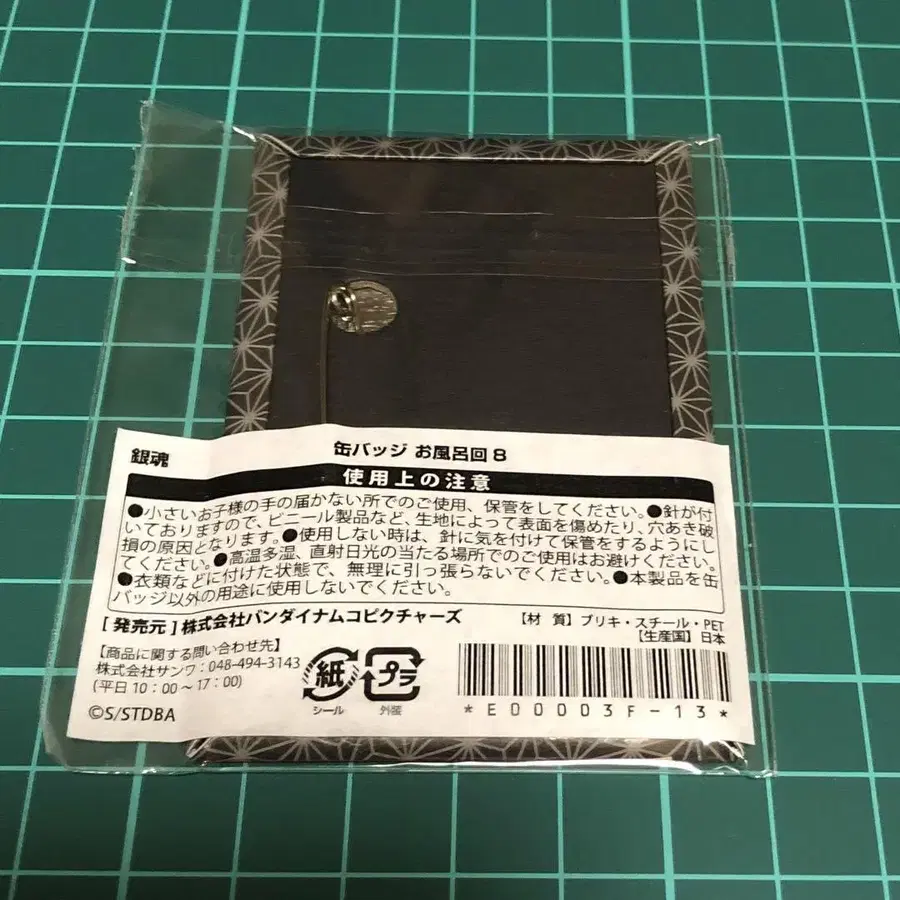 銀魂
缶バッジ お風呂回 8
使用上の注意
●小さいお子様の手の届かない所でのご使用、保管をしてください。●針が付
いておりますので、ビニール製品など、生地によって表面を傷めたり、穴あき破
損の原因となります。●使用しない時は、針に気を付けて保管をするようにし
てください。●高温多湿、直射日光の当たる場所でのご使用はお避けください。
●衣類などに付けた状態で、無理に引っ張らないでください。●本製品を缶
バッジ以外の用途に使用しないでください。
[ 発売元 ] 株式会社バンダイナムコピクチャーズ
【材 質】ブリキ・スチール・PET
【生産国】日本
【商品に関する問い合わせ先】
株式会社サンワ:048-494-3143
(平日 10:00~17:00)
©S/STDBA
紙
シール
プラ
外装
*E00003F-13*